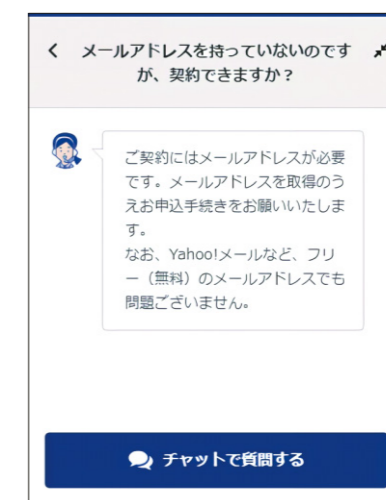 メールアドレスを持っていないのです
が、契約できますか？
ご契約にはメールアドレスが必要
です。メールアドレスを取得のう
えお申込手続きをお願いいたしま
す。
なお、Yahoo!メールなど、フリ
ー（無料）のメールアドレスでも
問題ございません。
チャットで質問する